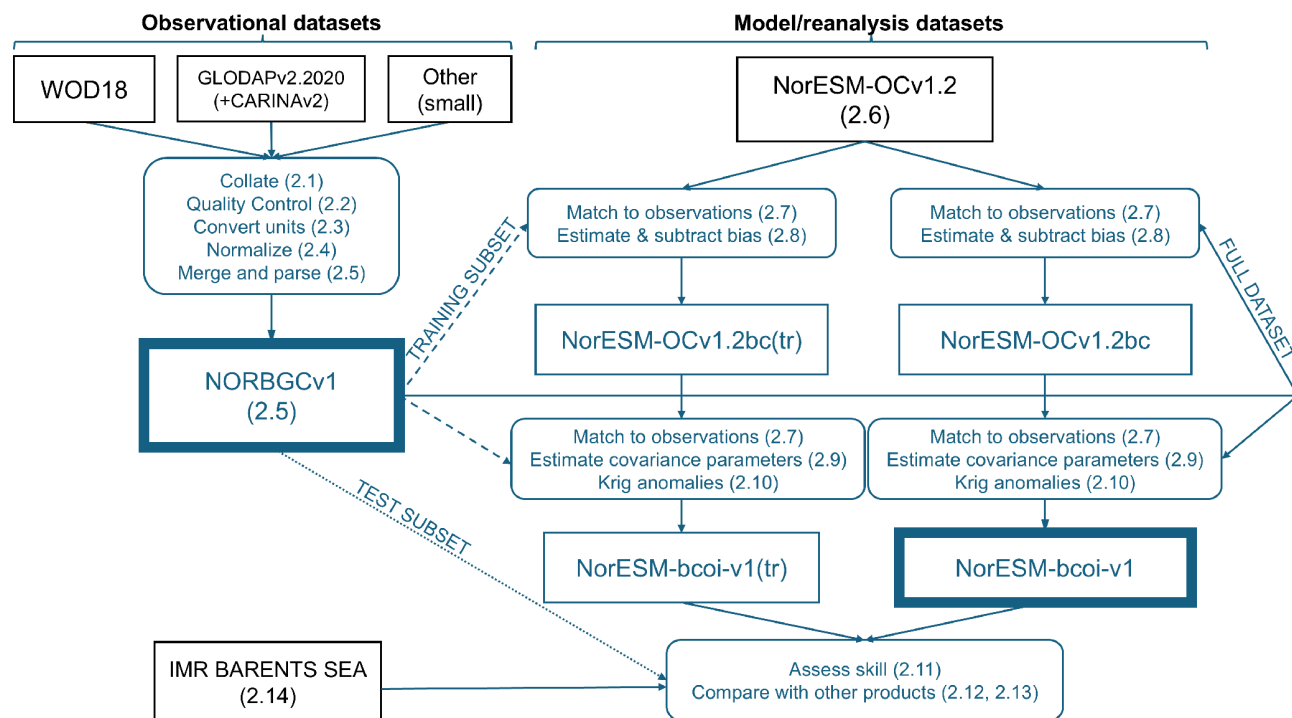 Observational datasets
Model/reanalysis datasets
WOD18
GLODAPv2.2020
(+CARINAv2)
Other
(small)
NorESM-OCv1.2
(2.6)
Collate (2.1)
Quality Control (2.2)
Convert units (2.3)
Normalize (2.4)
Merge and parse (2.5)
Match to observations (2.7)
Estimate & subtract bias (2.8)
Match to observations (2.7)
Estimate & subtract bias (2.8)
TRAINING SUBSET
FULL DATASET
NORBGCv1
(2.5)
NorESM-OCv1.2bc(tr)
NorESM-OCv1.2bc
Match to observations (2.7)
Estimate covariance parameters (2.9)
Krig anomalies (2.10)
Match to observations (2.7)
Estimate covariance parameters (2.9)
Krig anomalies (2.10)
TEST SUBSET
NorESM-bcoi-v1(tr)
NorESM-bcoi-v1
IMR BARENTS SEA
(2.14)
Assess skill (2.11)
Compare with other products (2.12, 2.13)